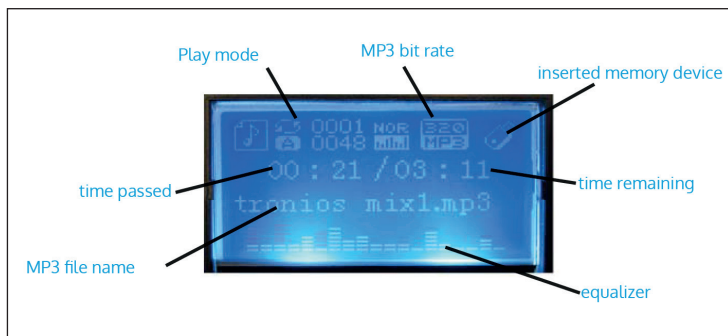 Play mode
MP3 bit rate
inserted memory device
0001 NOR 320
A 0048 MP3
time passed
00 : 21 / 03 : 11
time remaining
tronios mix1.mp3
MP3 file name
equalizer